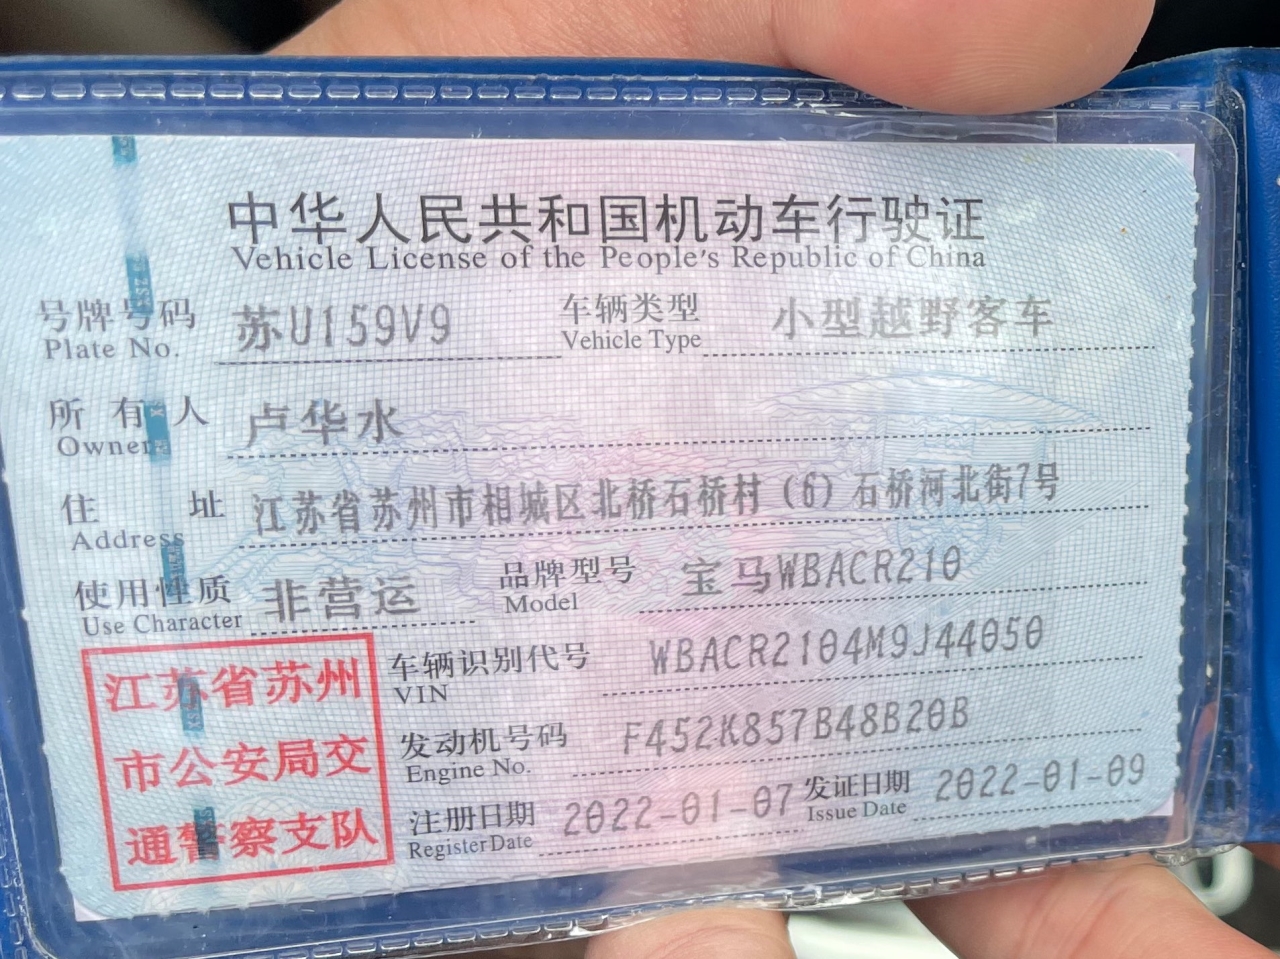 中华人民共和国机动车行驶证
Vehicle License of the People's Republic of China
号牌号码 苏U159V9 车辆类型 小型越野客车
Plate No. Vehicle Type
所有人 卢华水
Owner
住址 江苏省苏州市相城区北桥石桥村（6）石桥河北街7号
Address
使用性质 非营运 品牌型号 宝马WBACR210
Use Character Model
江苏省苏州 车辆识别代号 WBACR2104M9J44050
VIN
市公安局交 发动机号码 F452K857B48B20B
Engine No.
通警察支队 注册日期 2022-01-07 发证日期 2022-01-09
Register Date Issue Date